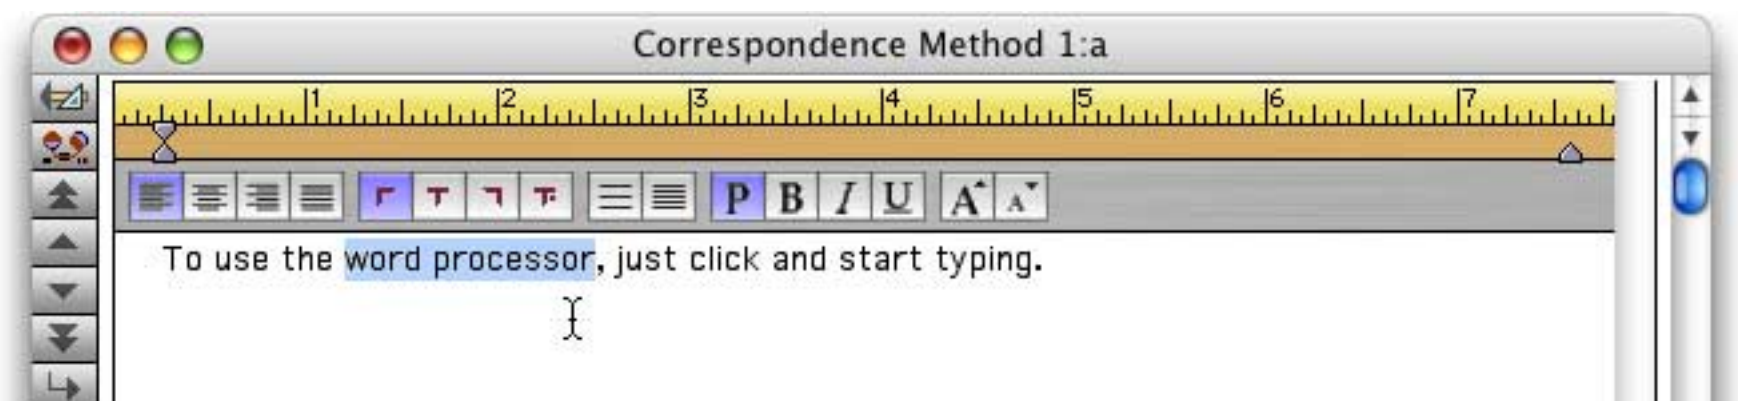 Correspondence Method 1:a
1 2 3 4 5 6 7
P B I U A A
To use the word processor, just click and start typing.